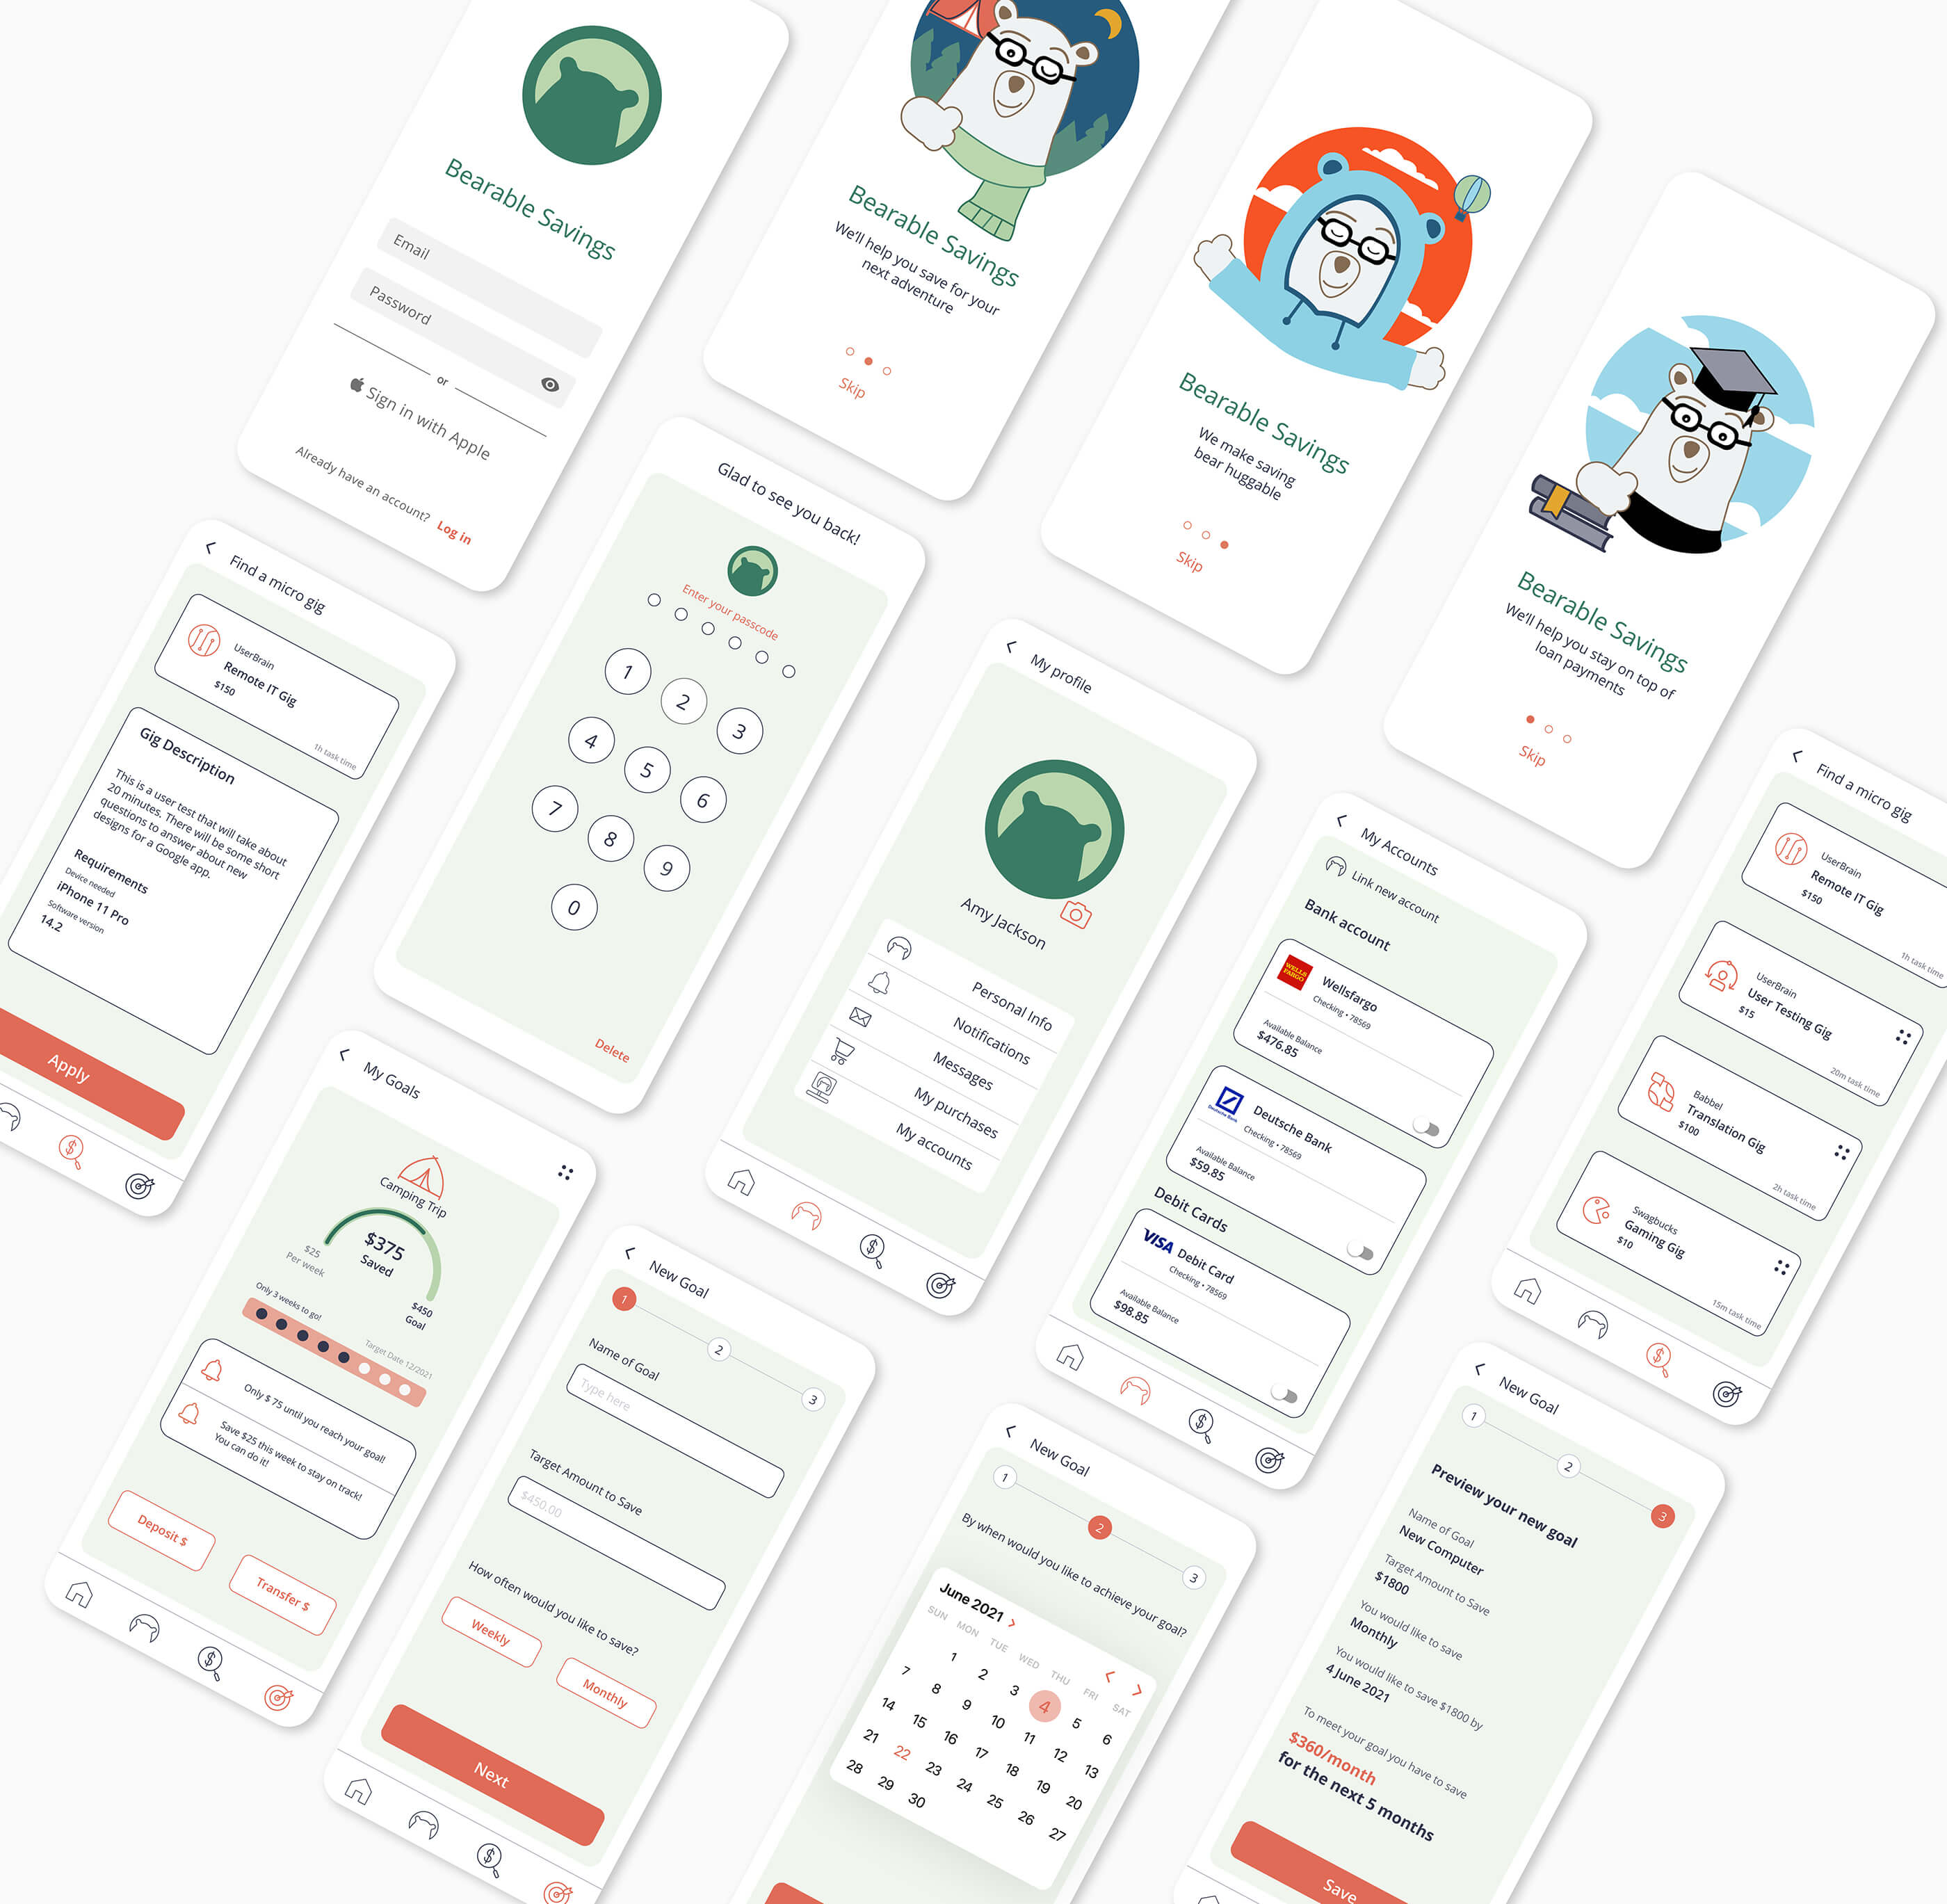 Bearable Savings
Email
Password
or
Sign in with Apple
Already have an account? Log in
Bearable Savings
We'll help you save for your
next adventure
Skip
Bearable Savings
We make saving
bear huggable
Skip
Bearable Savings
We'll help you stay on top of
loan payments
Skip
Find a micro gig
UserBrain
Remote IT Gig
$150
1h task time
Gig Description
This is a user test that will take about
20 minutes. There will be some short
questions to answer about new
designs for a Google app.
Requirements
Device needed
iPhone 11 Pro
Software version
14.2
Apply
Glad to see you back!
Enter your passcode
1 2 3
4 5 6
7 8 9
0
Delete
My profile
Amy Jackson
Personal Info
Notifications
Messages
My purchases
My accounts
My Accounts
Link new account
Bank account
WELLS
FARGO
Wellsfargo
Checking • 78569
Available Balance
$476.85
Deutsche Bank
Deutsche Bank
Checking • 78569
Available Balance
$59.85
Debit Cards
VISA Debit Card
Checking • 78569
Available Balance
$98.85
Find a micro gig
UserBrain
Remote IT Gig
$150
1h task time
UserBrain
User Testing Gig
$15
20m task time
Babbel
Translation Gig
$100
2h task time
Swagbucks
Gaming Gig
$10
15m task time
My Goals
Camping Trip
$375
Saved
$25
Per week
$450
Goal
Only 3 weeks to go!
Target Date 12/2021
Only $ 75 until you reach your goal!
Save $25 this week to stay on track!
You can do it!
Deposit $
Transfer $
New Goal
1 2 3
Name of Goal
Type here
Target Amount to Save
$450.00
How often would you like to save?
Weekly
Monthly
Next
New Goal
1 2 3
By when would you like to achieve your goal?
June 2021
SUN MON TUE WED THU FRI SAT
1 2 3 4 5 6
7 8 9 10 11 12 13
14 15 16 17 18 19 20
21 22 23 24 25 26 27
28 29 30
New Goal
1 2 3
Preview your new goal
Name of Goal
New Computer
Target Amount to Save
$1800
You would like to save
Monthly
You would like to save $1800 by
4 June 2021
To meet your goal you have to save
$360/month
for the next 5 months
Save